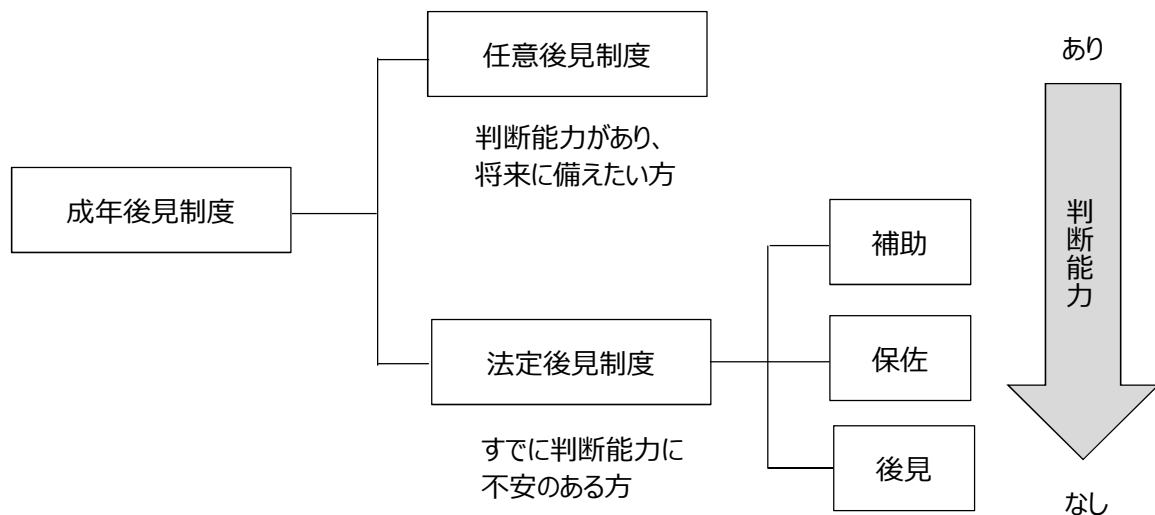 任意後見制度
判断能力があり、
将来に備えたい方
成年後見制度
法定後見制度
すでに判断能力に
不安のある方
補助
保佐
後見
あり
判断能力
なし